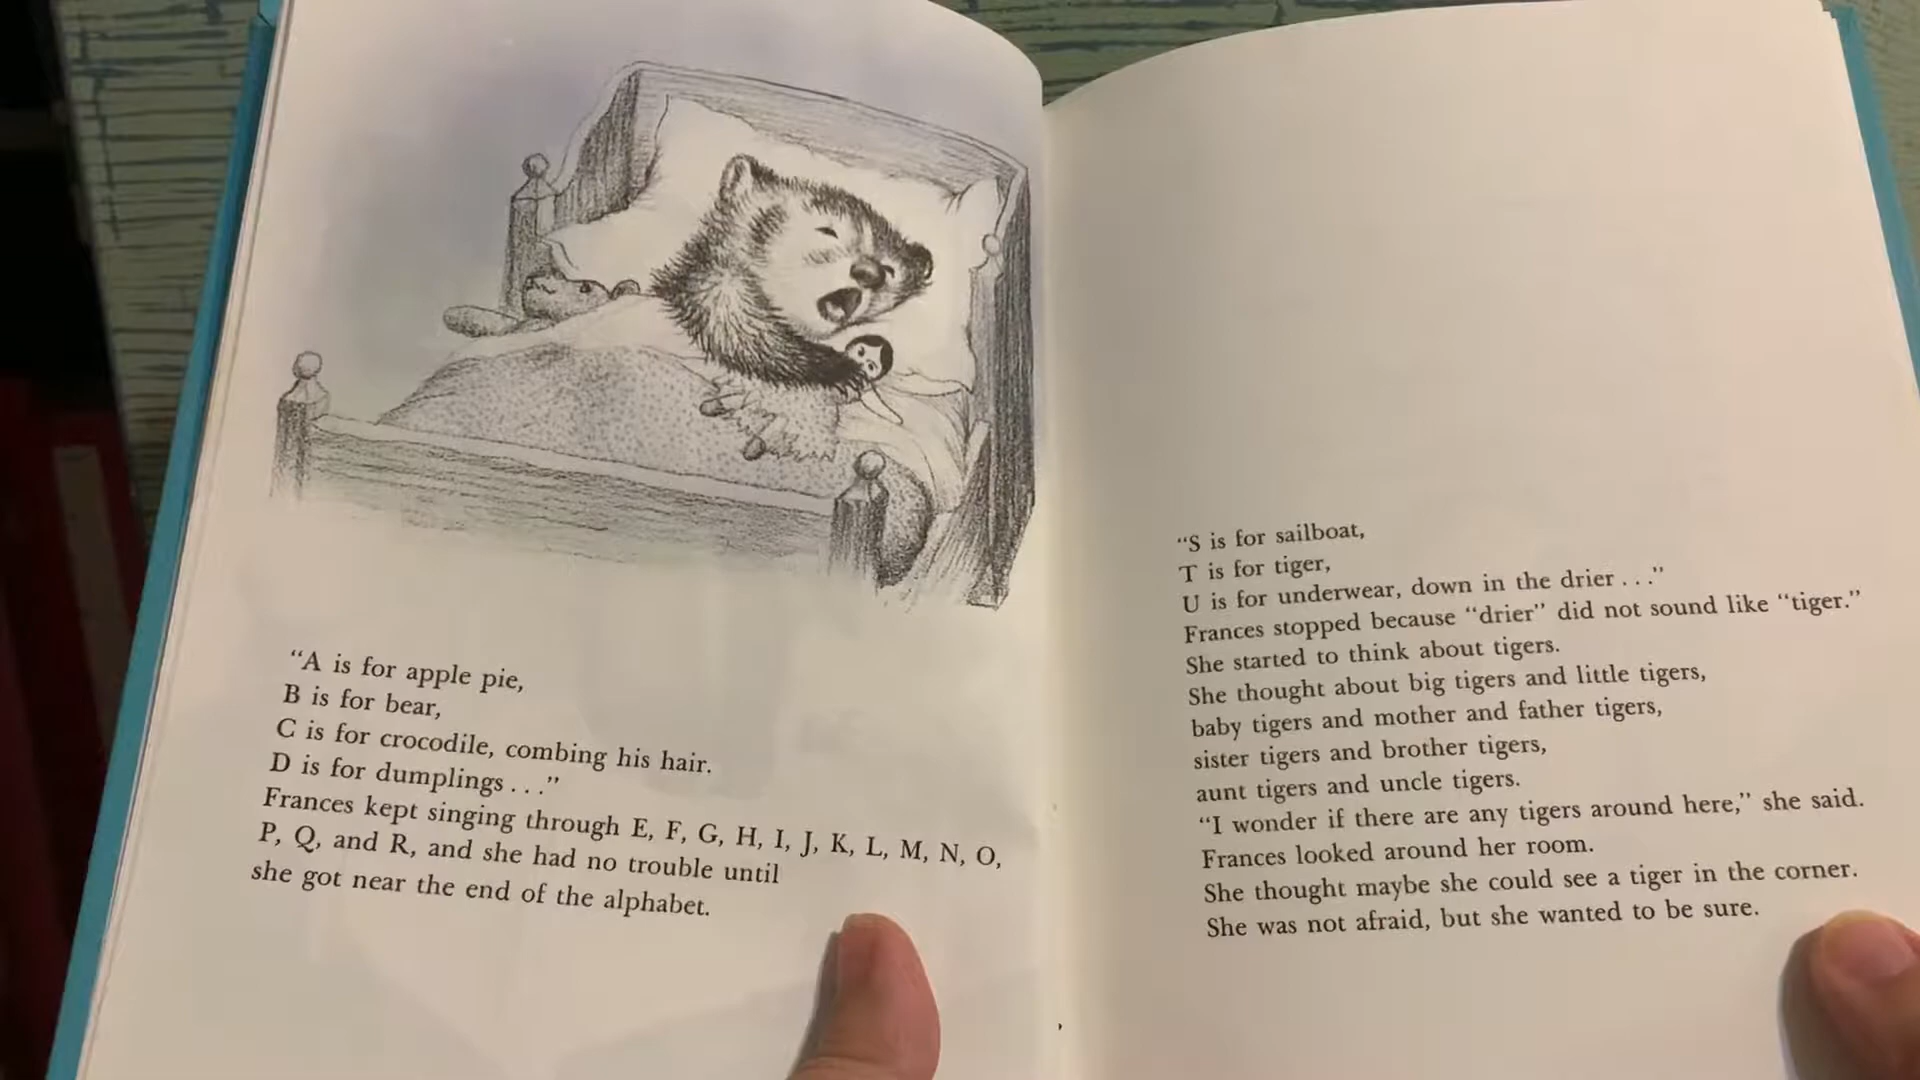 “A is for apple pie,
B is for bear,
C is for crocodile, combing his hair.
D is for dumplings . . .”
Frances kept singing through E, F, G, H, I, J, K, L, M, N, O,
P, Q, and R, and she had no trouble until
she got near the end of the alphabet.
“S is for sailboat,
T is for tiger,
U is for underwear, down in the drier . . .”
Frances stopped because “drier” did not sound like “tiger.”
She started to think about tigers.
She thought about big tigers and little tigers,
baby tigers and mother and father tigers,
sister tigers and brother tigers,
aunt tigers and uncle tigers.
“I wonder if there are any tigers around here,” she said.
Frances looked around her room.
She thought maybe she could see a tiger in the corner.
She was not afraid, but she wanted to be sure.